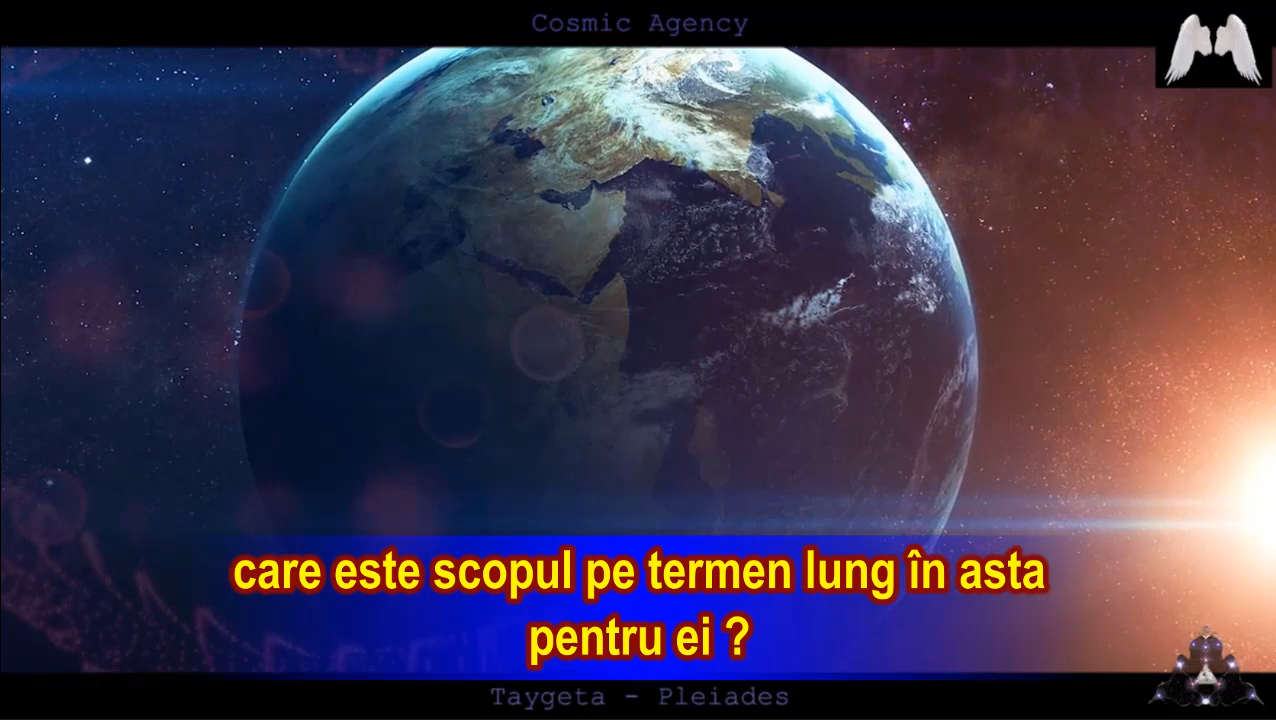 Cosmic Agency
care este scopul pe termen lung în asta
pentru ei ?
Taygeta - Pleiades